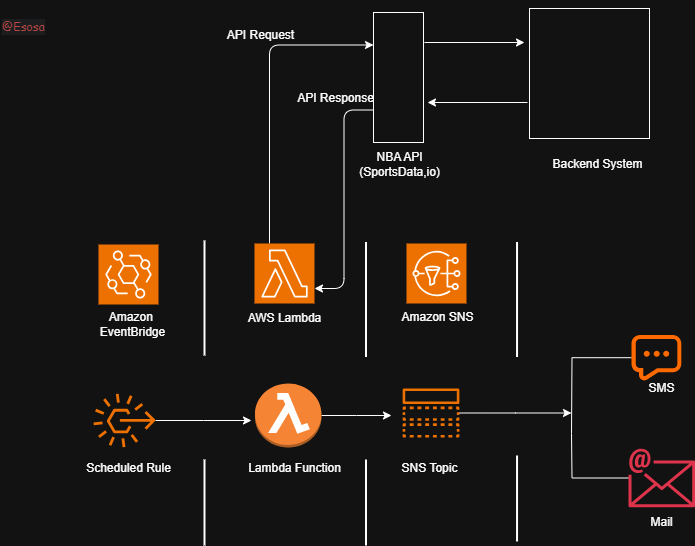 @Esosa
API Request
API Response
NBA API
(SportsData,io)
Backend System
Amazon
EventBridge
AWS Lambda
Amazon SNS
SMS
Scheduled Rule
Lambda Function
SNS Topic
@
Mail